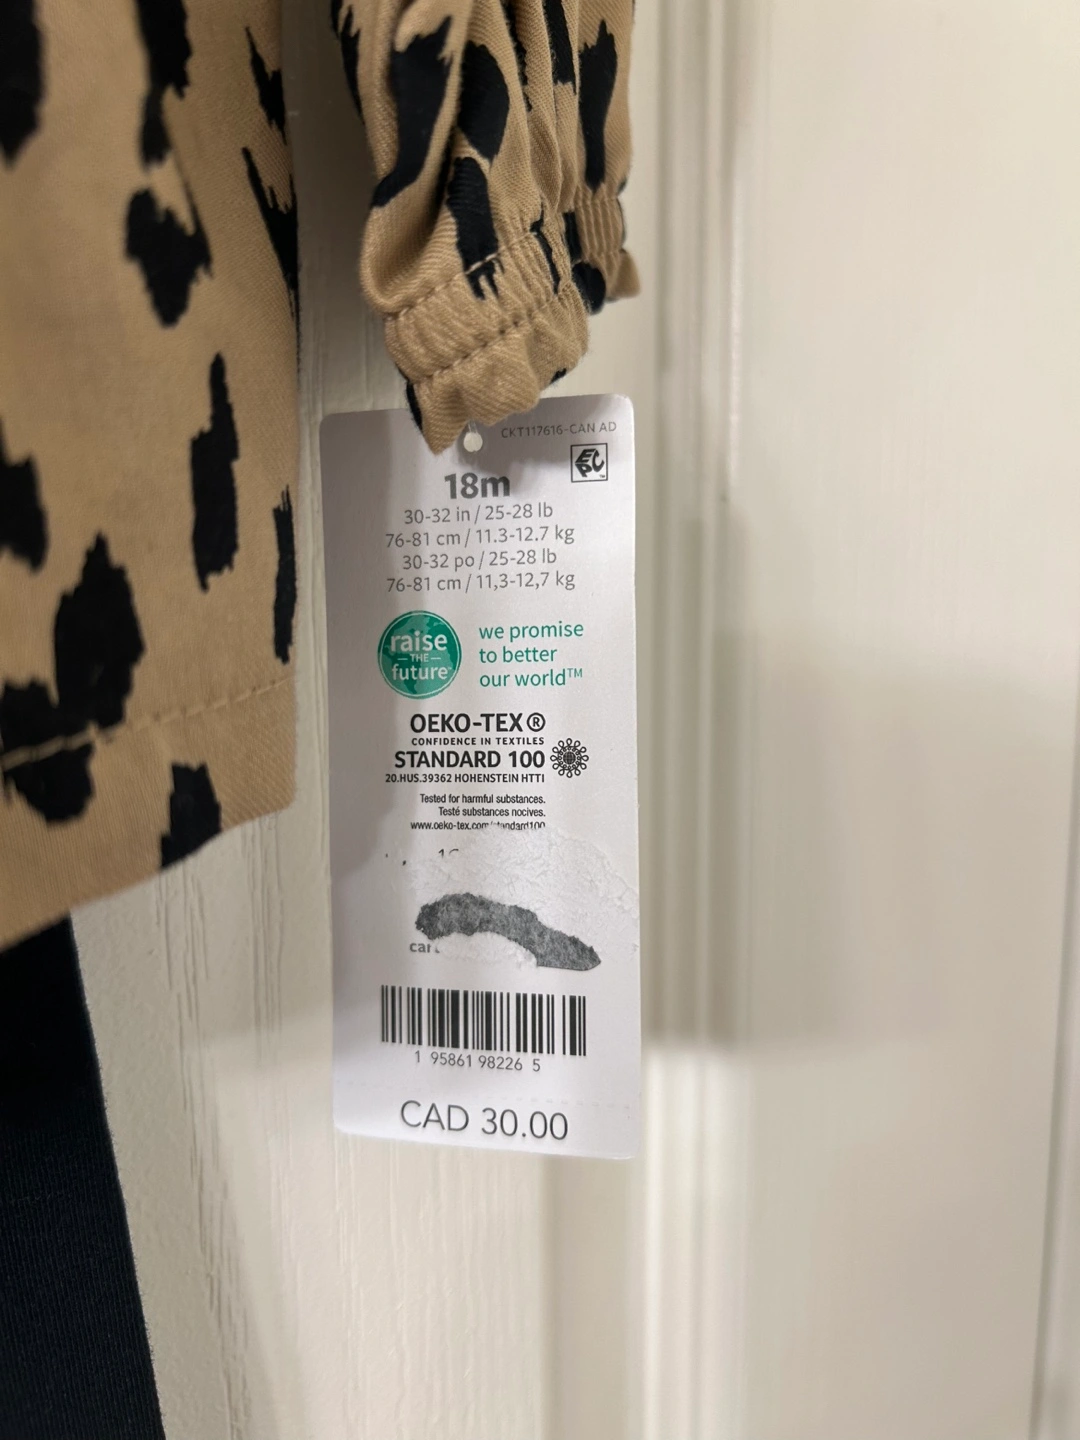 CKT117616-CAN AD
EPC
18m
30-32 in / 25-28 lb
76-81 cm / 11.3-12.7 kg
30-32 po / 25-28 lb
76-81 cm / 11,3-12,7 kg
raise
THE
future
we promise
to better
our world™
OEKO-TEX®
CONFIDENCE IN TEXTILES
STANDARD 100
20.HUS.39362 HOHENSTEIN HTTI
Tested for harmful substances.
Testé substances nocives.
1 95861 98226 5
CAD 30.00